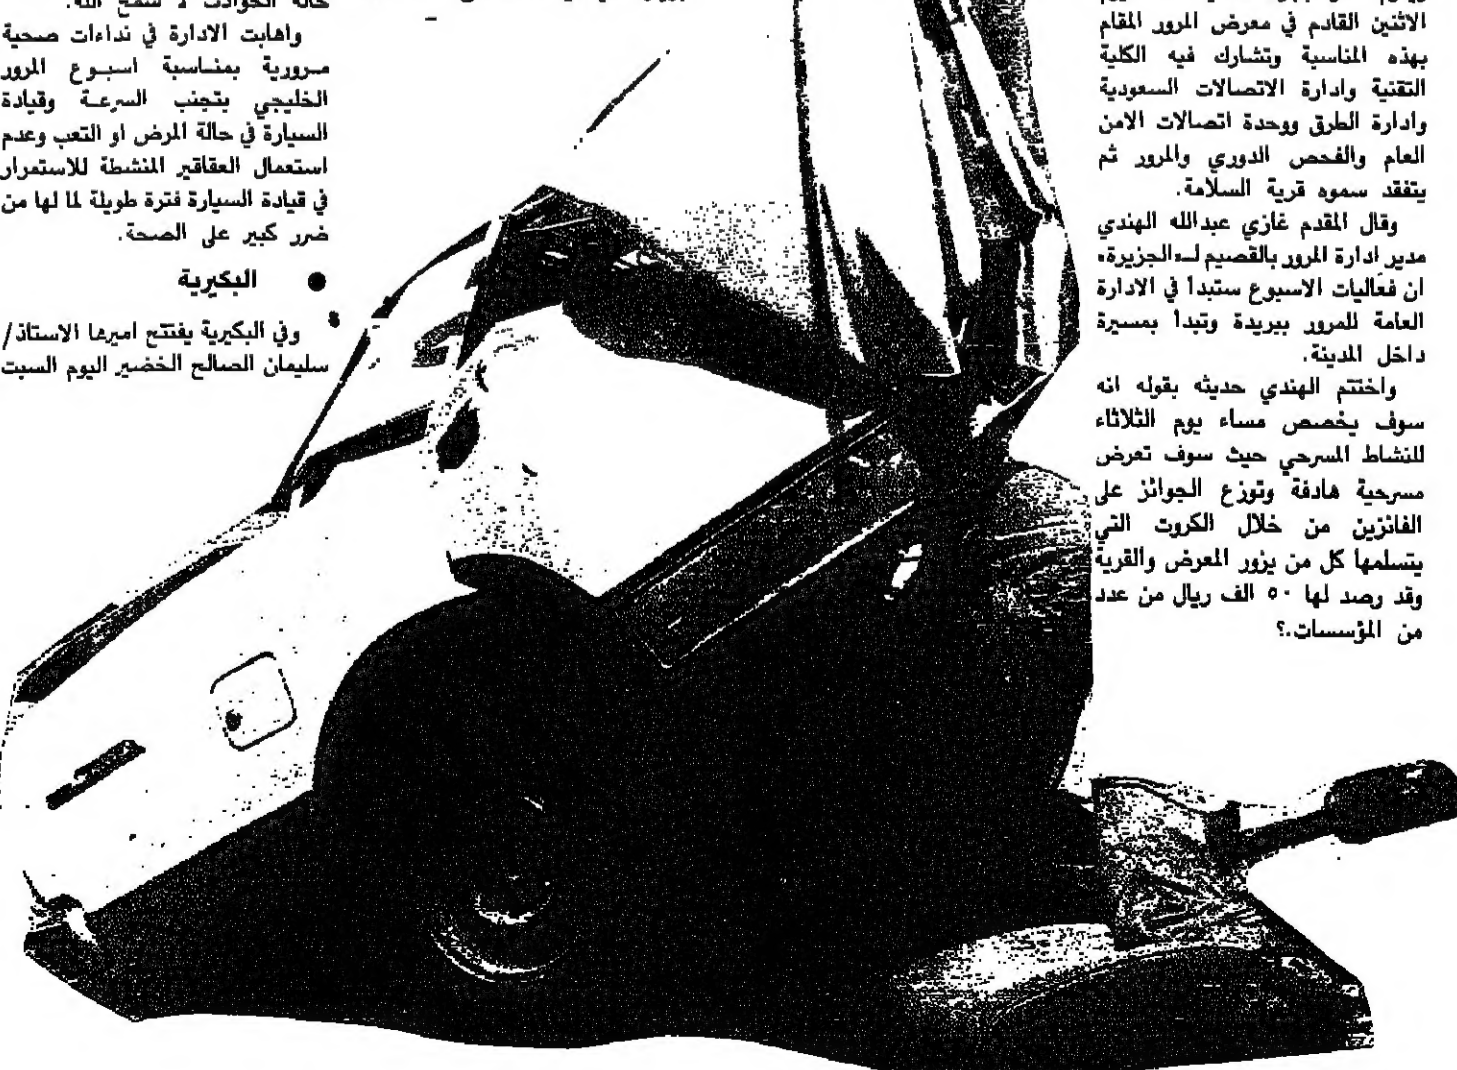 الاثنين القادم في معرض المرور المقام
بهذه المناسبة وتشارك فيه الكلية
التقنية وادارة الاتصالات السعودية
وادارة الطرق ووحدة اتصالات الامن
العام والفحص الدوري والمرور ثم
يتفقد سموه قرية السلامة.
وقال المقدم غازي عبدالله الهندي
مدير ادارة المرور بالقصيم لـ«الجزيرة»
ان فعاليات الاسبوع ستبدأ في الادارة
العامة للمرور ببريدة وتبدأ بمسيرة
داخل المدينة.
واختتم الهندي حديثه بقوله انه
سوف يخصص مساء يوم الثلاثاء
للنشاط المسرحي حيث سوف تعرض
مسرحية هادفة وتوزع الجوائز على
الفائزين من خلال الكروت التي
يتسلمها كل من يزور المعرض والقرية
وقد رصد لها ٥٠ الف ريال من عدد
من المؤسسات.؟
حالة الحوادث لا سمح الله.
واهابت الادارة في نداءات صحية
مرورية بمناسبة اسبوع المرور
الخليجي بتجنب السرعة وقيادة
السيارة في حالة المرض او التعب وعدم
استعمال العقاقير المنشطة للاستمرار
في قيادة السيارة فترة طويلة لما لها من
ضرر كبير على الصحة.
● البكيرية
وفي البكيرية يفتتح اميرها الاستاذ/
سليمان الصالح الخضير اليوم السبت